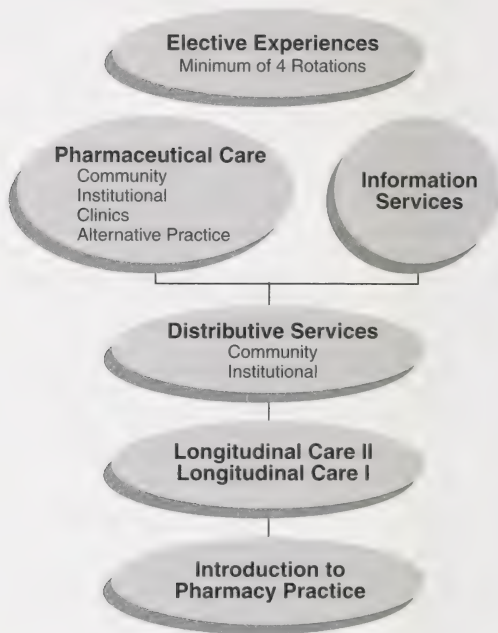 Elective Experiences
Minimum of 4 Rotations
Pharmaceutical Care
Community
Institutional
Clinics
Alternative Practice
Information
Services
Distributive Services
Community
Institutional
Longitudinal Care II
Longitudinal Care I
Introduction to
Pharmacy Practice